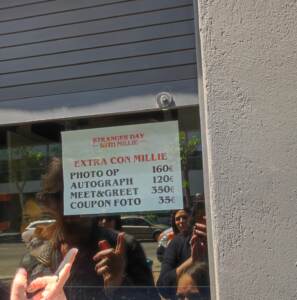 STRANGER DAY
WITH MILLIE
EXTRA CON MILLIE
PHOTO OP 160€
AUTOGRAPH 120€
MEET&GREET 350€
COUPON FOTO 35€